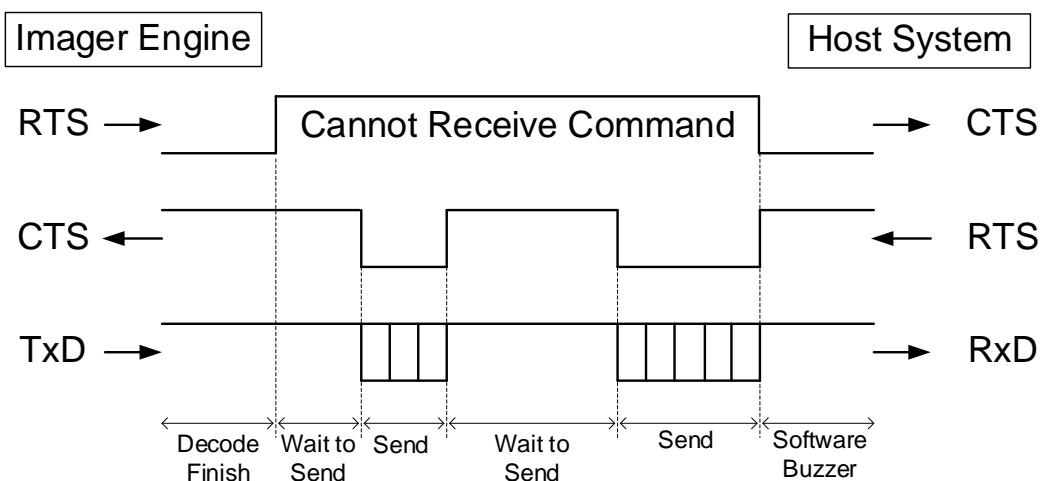 Imager Engine
Host System
RTS
Cannot Receive Command
CTS
CTS
RTS
TxD
RxD
Decode
Finish
Wait to
Send
Send
Wait to
Send
Send
Software
Buzzer